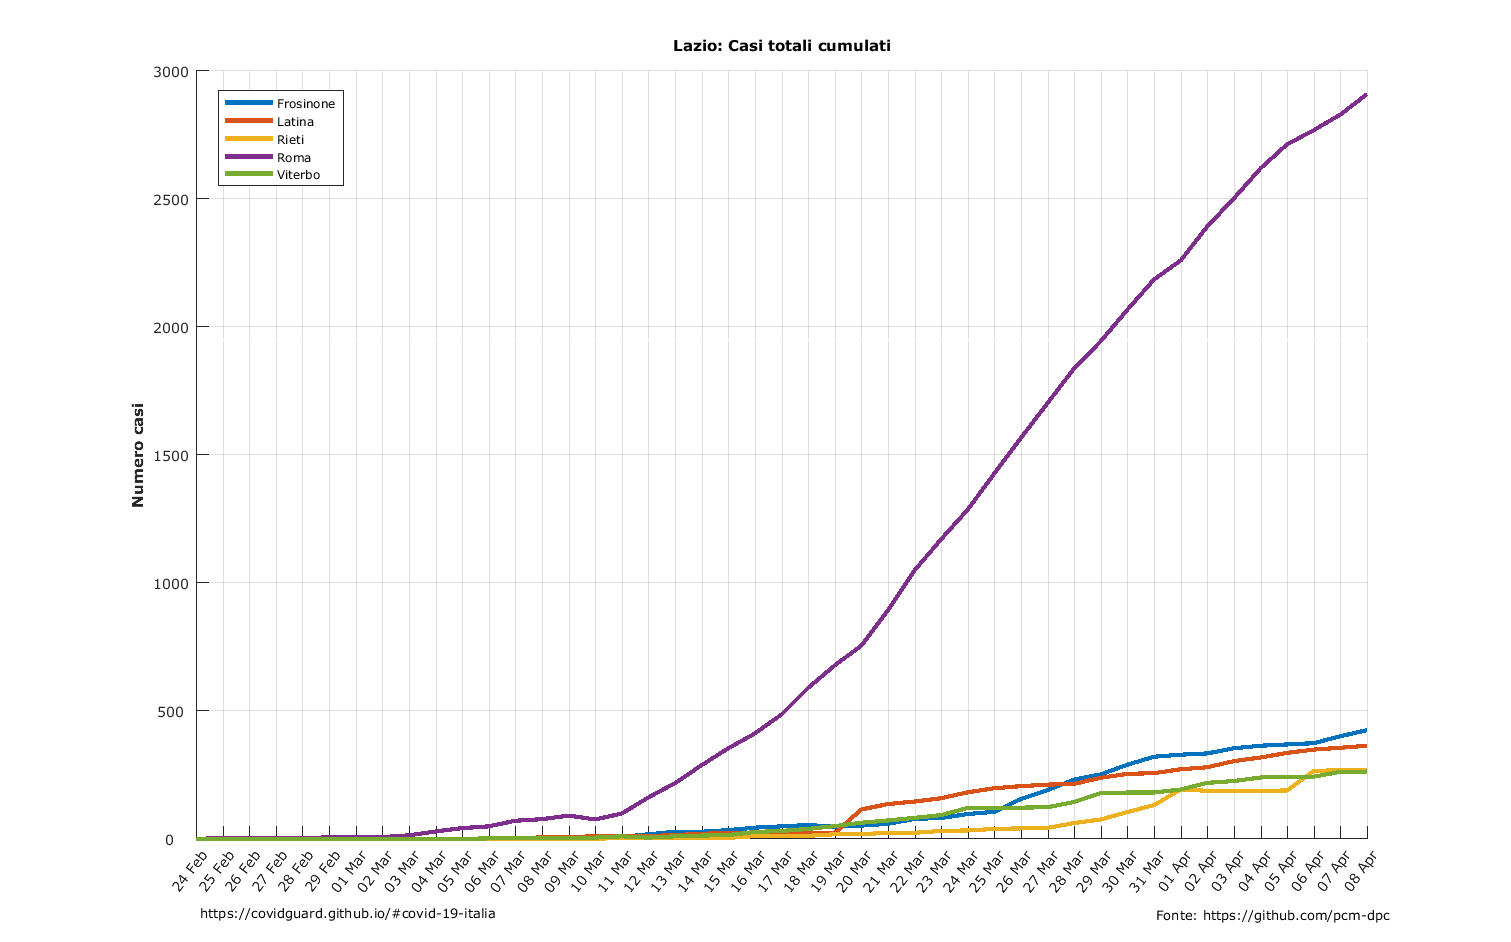 Lazio: Casi totali cumulati
3000
2500
2000
1500
1000
500
0
Numero casi
Frosinone
Latina
Rieti
Roma
Viterbo
24 Feb
25 Feb
26 Feb
27 Feb
28 Feb
29 Feb
01 Mar
02 Mar
03 Mar
04 Mar
05 Mar
06 Mar
07 Mar
08 Mar
09 Mar
10 Mar
11 Mar
12 Mar
13 Mar
14 Mar
15 Mar
16 Mar
17 Mar
18 Mar
19 Mar
20 Mar
21 Mar
22 Mar
23 Mar
24 Mar
25 Mar
26 Mar
27 Mar
28 Mar
29 Mar
30 Mar
31 Mar
01 Apr
02 Apr
03 Apr
04 Apr
05 Apr
06 Apr
07 Apr
08 Apr
https://covidguard.github.io/#covid-19-italia
Fonte: https://github.com/pcm-dpc